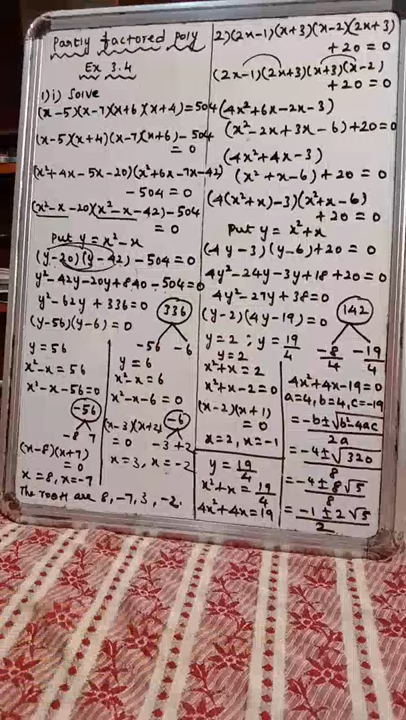 Partly factored poly
Ex 3.4
1) i) Solve
(x-5)(x-7)(x+6)(x+4)=504
(x-5)(x+4)(x-7)(x+6)-504
= 0
(x²+4x-5x-20)(x²+6x-7x-42)
-504 = 0
(x²-x-20)(x²-x-42)-504
= 0
Put y = x²-x
(y-20)(y-42)-504 = 0
y²-42y-20y+840-504=0
y²-62y+336=0
(y-56)(y-6)=0
336
-56 -6
y = 56
x²-x = 56
x²-x-56=0
-56
-8 7
(x-8)(x+7)
= 0
x = 8, x=-7
y = 6
x²-x = 6
x²-x-6 = 0
(x-3)(x+2)
= 0
-6
-3 +2
x = 3, x = -2
The roots are 8, -7, 3, -2.
2)(2x-1)(x+3)(x-2)(2x+3)
+20 = 0
(2x-1)(2x+3)(x+3)(x-2)
+20 = 0
(4x²+6x-2x-3)
(x²-2x+3x-6)+20=0
(4x²+4x-3)
(x²+x-6)+20 = 0
(4(x²+x)-3)(x²+x-6)
+20 = 0
Put y = x²+x
(4y-3)(y-6)+20 = 0
4y²-24y-3y+18+20=0
4y²-27y+38=0
(y-2)(4y-19)=0
142
-8/4 -19/4
y = 2 ; y = 19/4
y = 2
x²+x = 2
x²+x-2=0
(x-2)(x+1)
= 0
x = 2, x = -1
y = 19/4
x²+x = 19/4
4x²+4x = 19
4x²+4x-19=0
a=4, b=4, c=-19
= -b±√b²-4ac/2a
= -4±√320/8
= -4±8√5/8
= -1±2√5/2